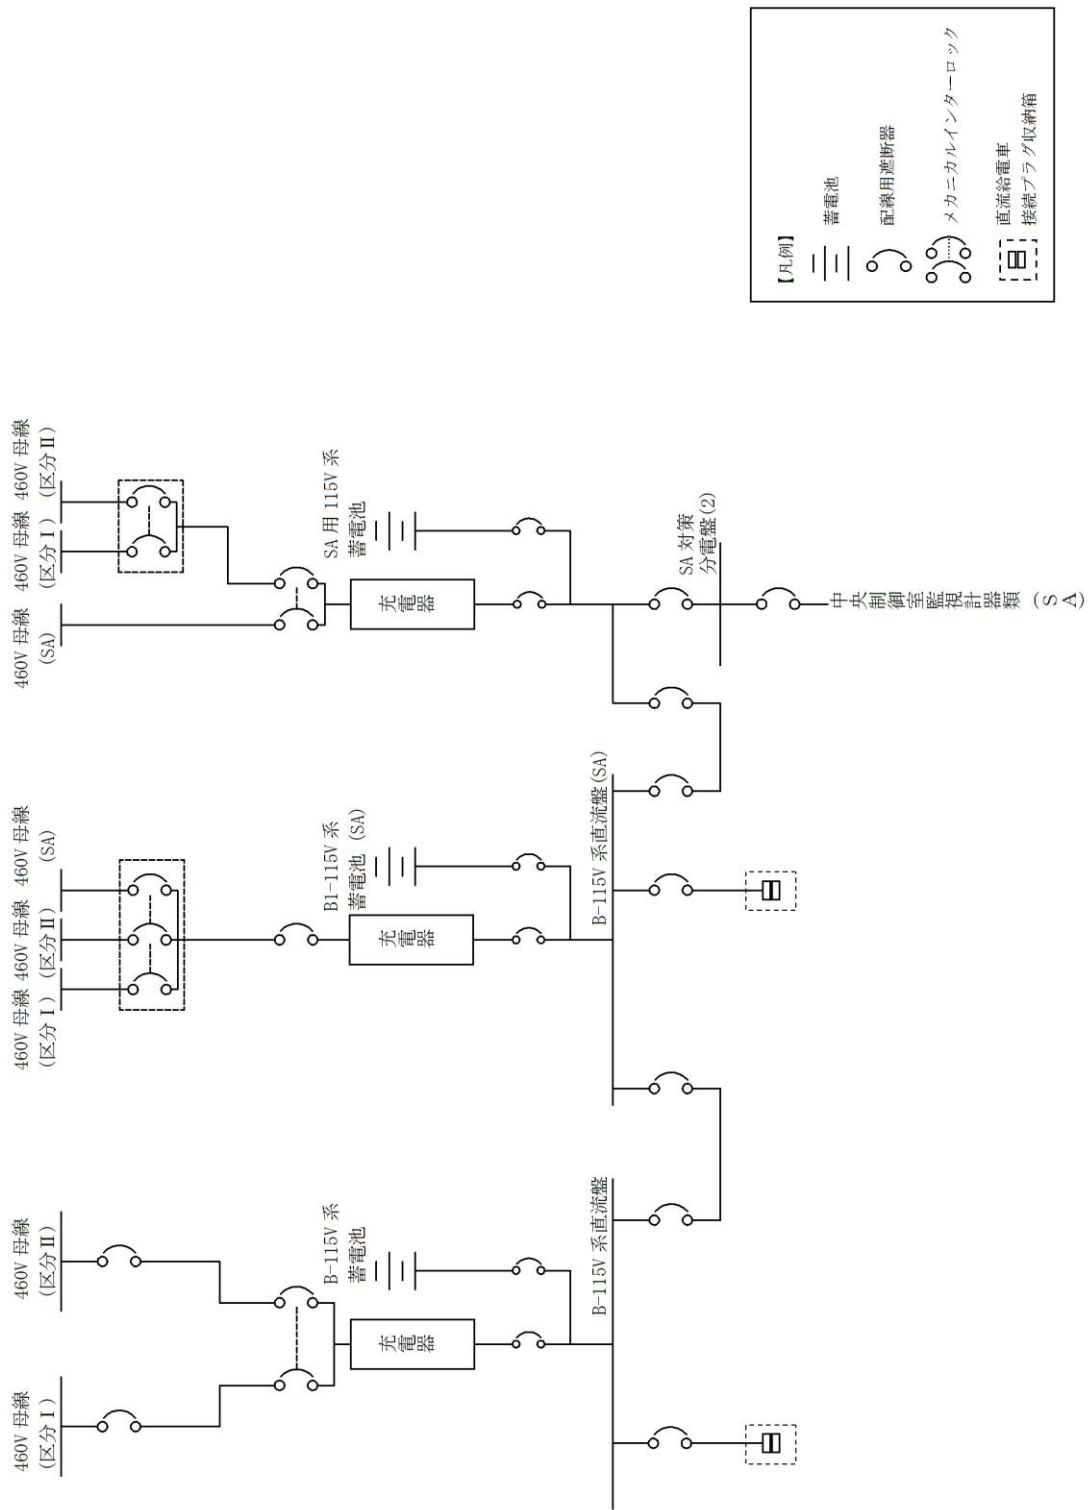 460V 母線
(区分Ⅰ)
460V 母線
(区分Ⅱ)
B-115V 系
蓄電池
充電器
B-115V 系直流盤
460V 母線
(区分Ⅰ)
460V 母線
(区分Ⅱ)
460V 母線
(SA)
B1-115V 系
蓄電池 (SA)
充電器
B-115V 系直流盤(SA)
460V 母線
(SA)
460V 母線
(区分Ⅰ)
460V 母線
(区分Ⅱ)
SA 用 115V 系
蓄電池
充電器
SA 対策
分電盤(2)
中央制御室監視計器類(SA)
【凡例】
蓄電池
配線用遮断器
メカニカルインターロック
直流給電車
接続プラグ収納箱